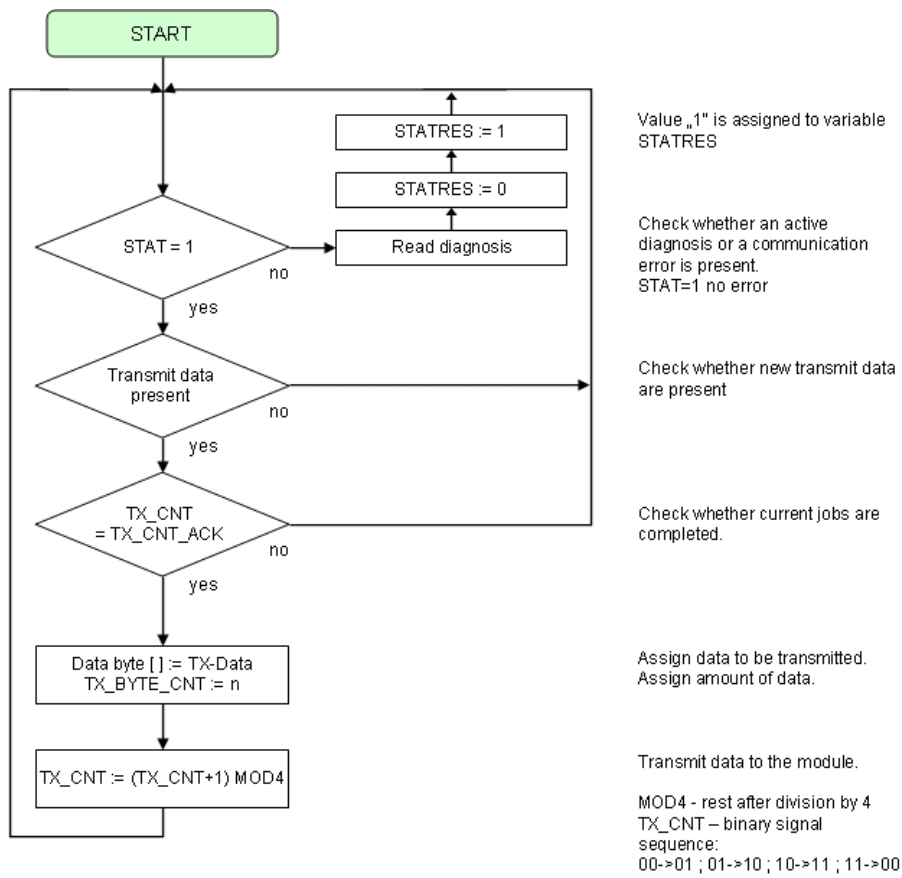 START
STATRES := 1
Value „1" is assigned to variable
STATRES
STATRES := 0
STAT = 1
no
Read diagnosis
Check whether an active
diagnosis or a communication
error is present.
STAT=1 no error
yes
Transmit data
present
no
Check whether new transmit data
are present
yes
TX_CNT
= TX_CNT_ACK
no
Check whether current jobs are
completed.
yes
Data byte [ ] := TX-Data
TX_BYTE_CNT := n
Assign data to be transmitted.
Assign amount of data.
TX_CNT := (TX_CNT+1) MOD4
Transmit data to the module.
MOD4 - rest after division by 4
TX_CNT – binary signal
sequence:
00->01 ; 01->10 ; 10->11 ; 11->00